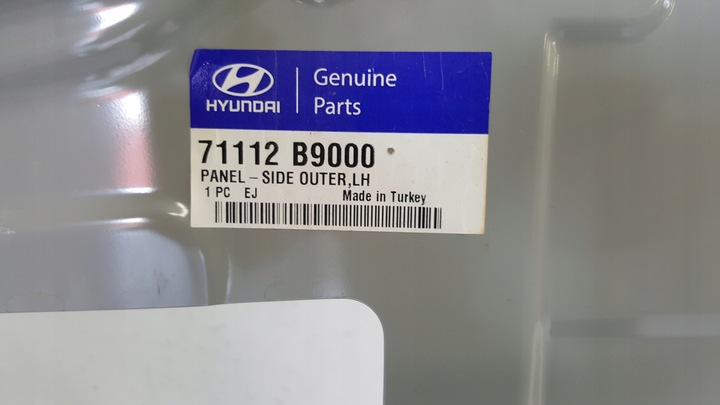 HYUNDAI
Genuine
Parts
71112 B9000
PANEL-SIDE OUTER,LH
1 PC EJ Made in Turkey